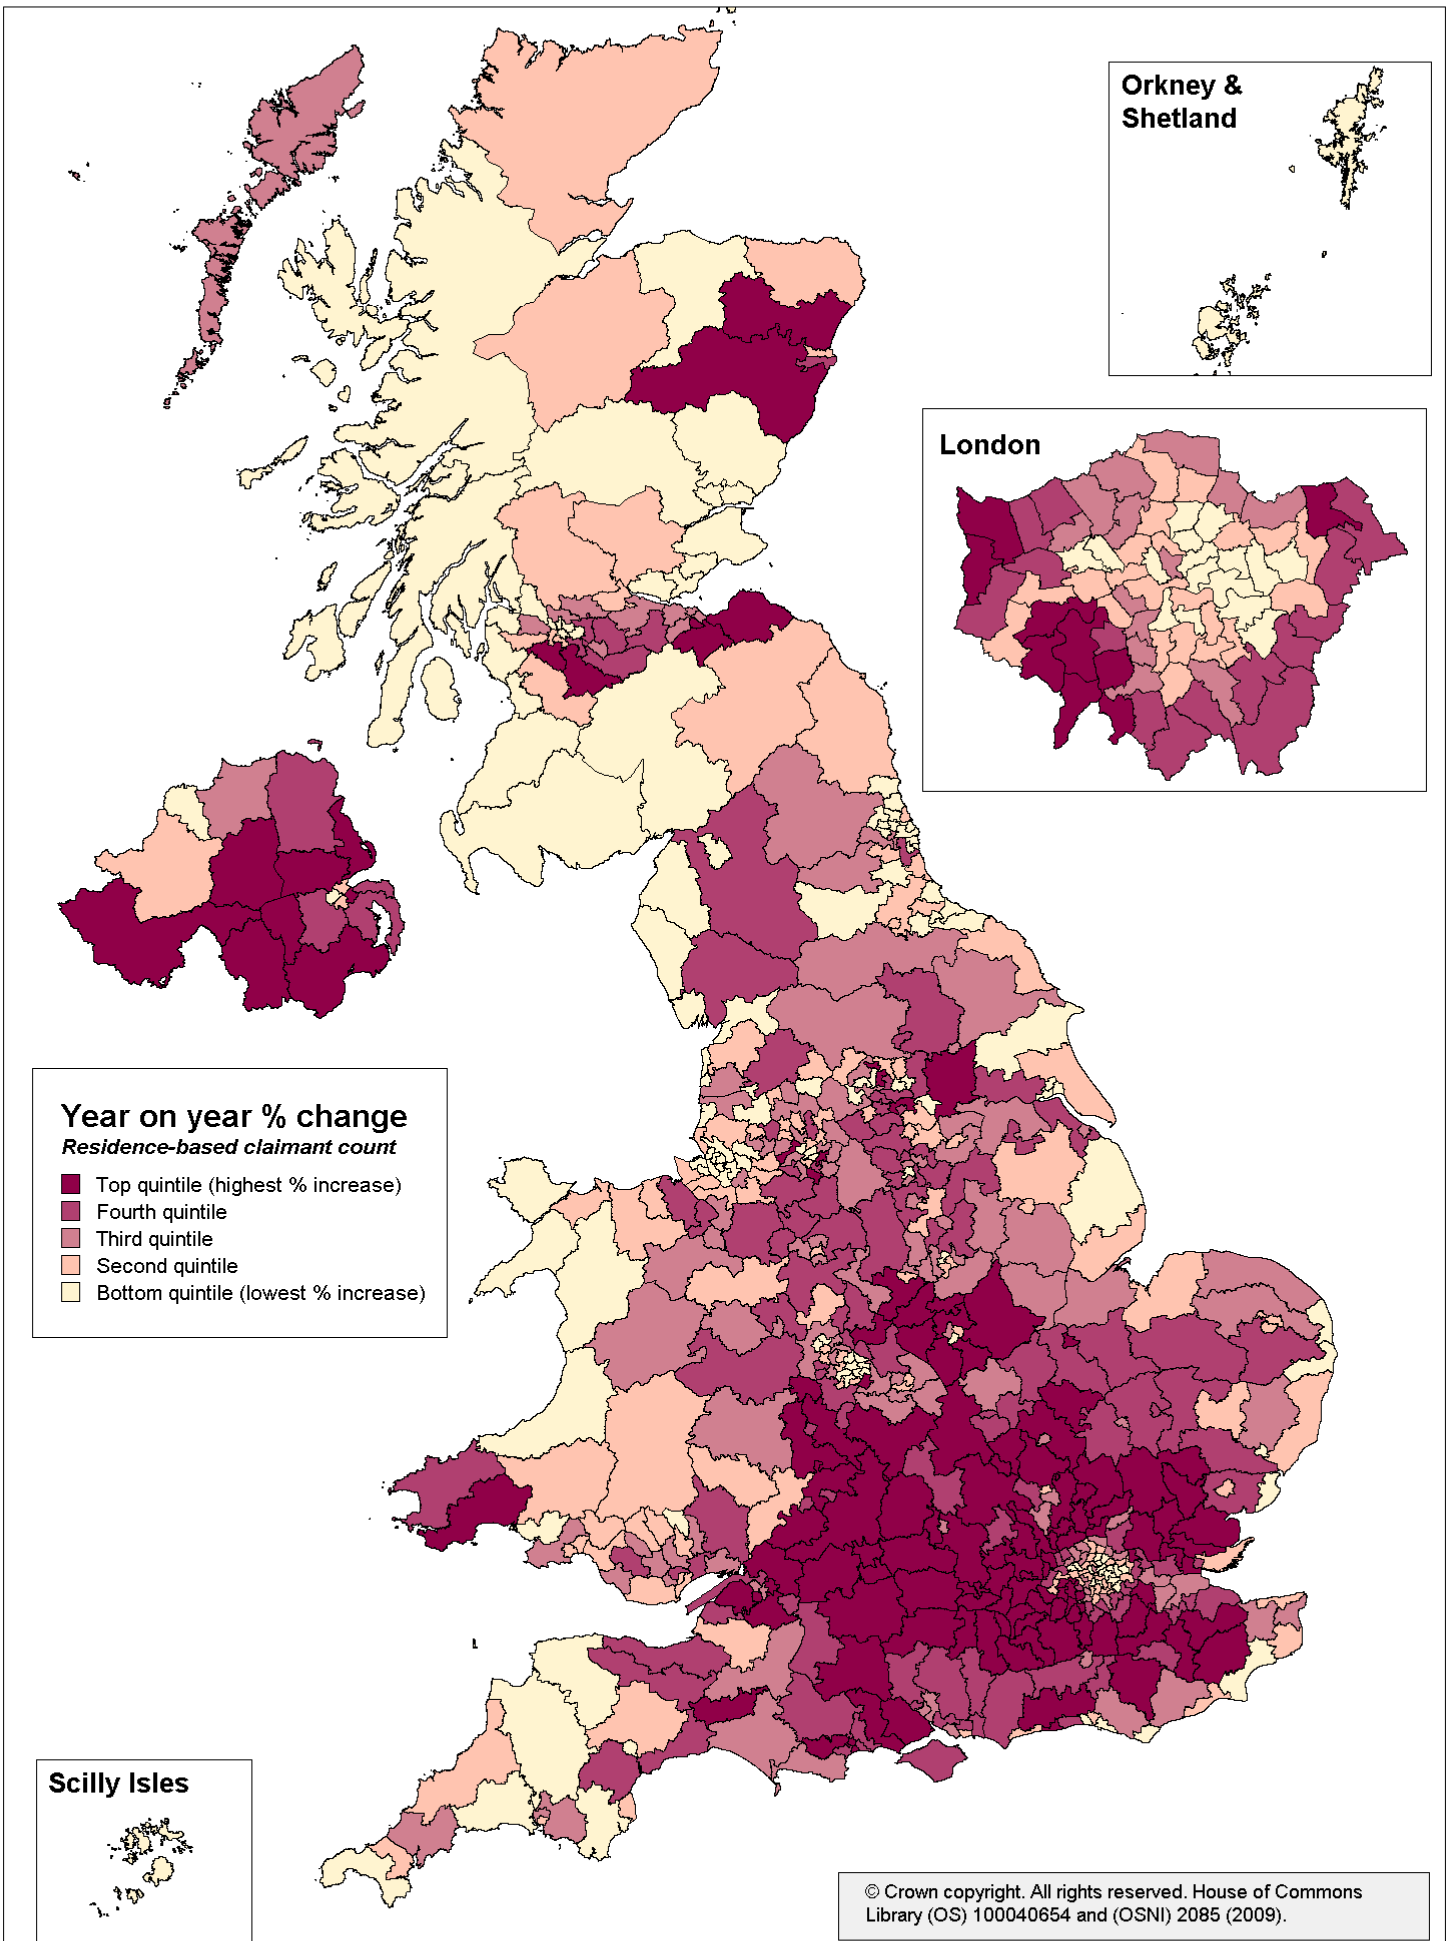 Orkney &
Shetland
London
Year on year % change
Residence-based claimant count
Top quintile (highest % increase)
Fourth quintile
Third quintile
Second quintile
Bottom quintile (lowest % increase)
Scilly Isles
© Crown copyright. All rights reserved. House of Commons
Library (OS) 100040654 and (OSNI) 2085 (2009).